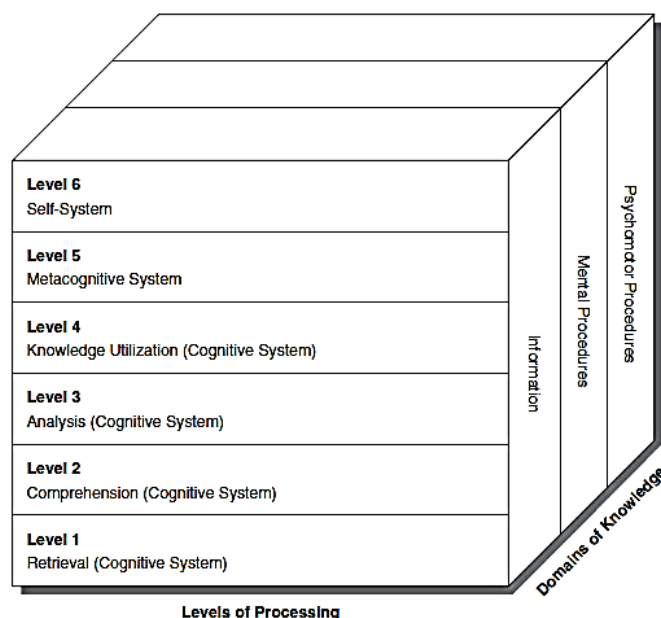 Level 6
Self-System
Level 5
Metacognitive System
Level 4
Knowledge Utilization (Cognitive System)
Level 3
Analysis (Cognitive System)
Level 2
Comprehension (Cognitive System)
Level 1
Retrieval (Cognitive System)
Information
Mental Procedures
Psychomotor Procedures
Domains of Knowledge
Levels of Processing